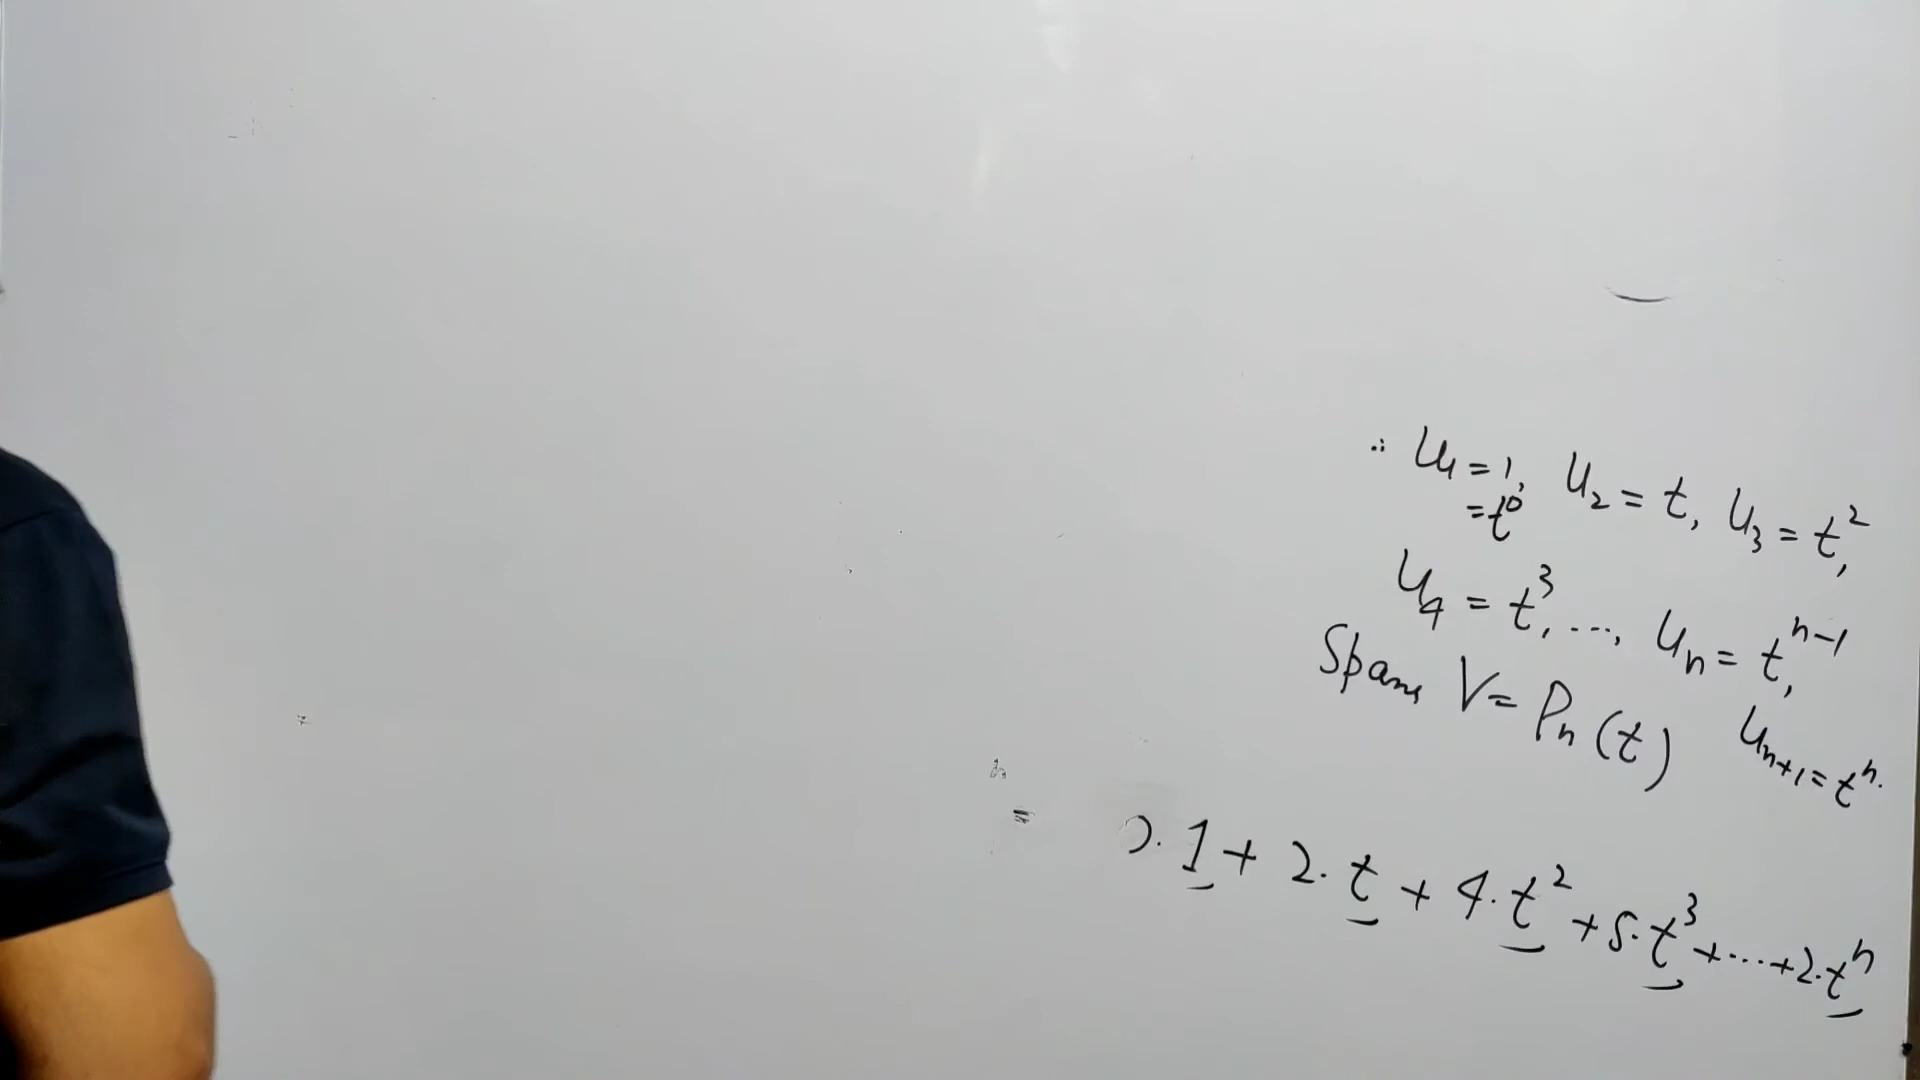 ∴ u₁ = 1, u₂ = t, u₃ = t²,
= t⁰
u₄ = t³, ..., uₙ = tⁿ⁻¹,
Spans V = Pₙ(t) uₙ₊₁ = tⁿ.
= . 1 + 2. t + 4. t² + 5. t³ + ... + 2. tⁿ